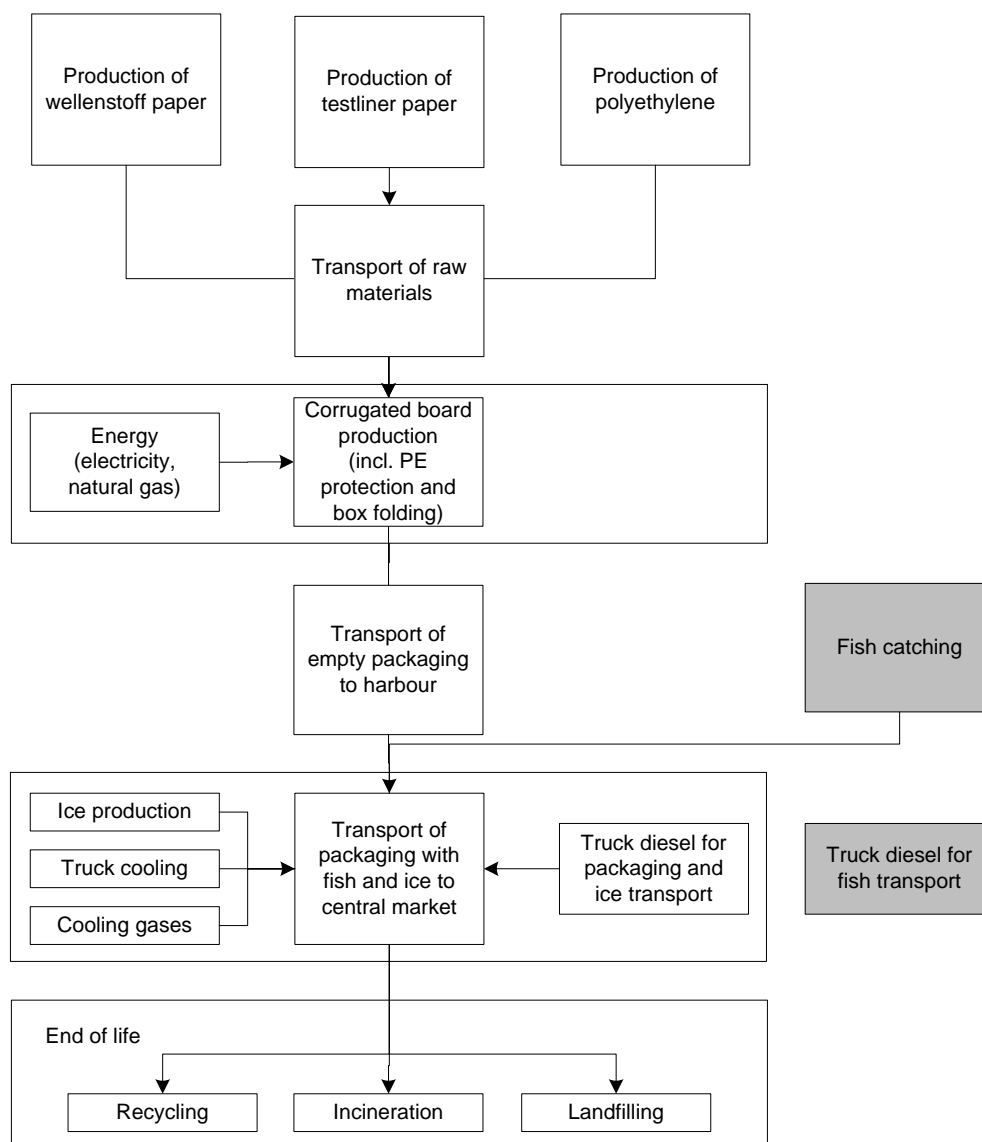 Production of
wellenstoff paper
Production of
testliner paper
Production of
polyethylene
Transport of raw
materials
Energy
(electricity,
natural gas)
Corrugated board
production
(incl. PE
protection and
box folding)
Transport of
empty packaging
to harbour
Fish catching
Ice production
Truck cooling
Cooling gases
Transport of
packaging with
fish and ice to
central market
Truck diesel for
packaging and
ice transport
Truck diesel for
fish transport
End of life
Recycling
Incineration
Landfilling